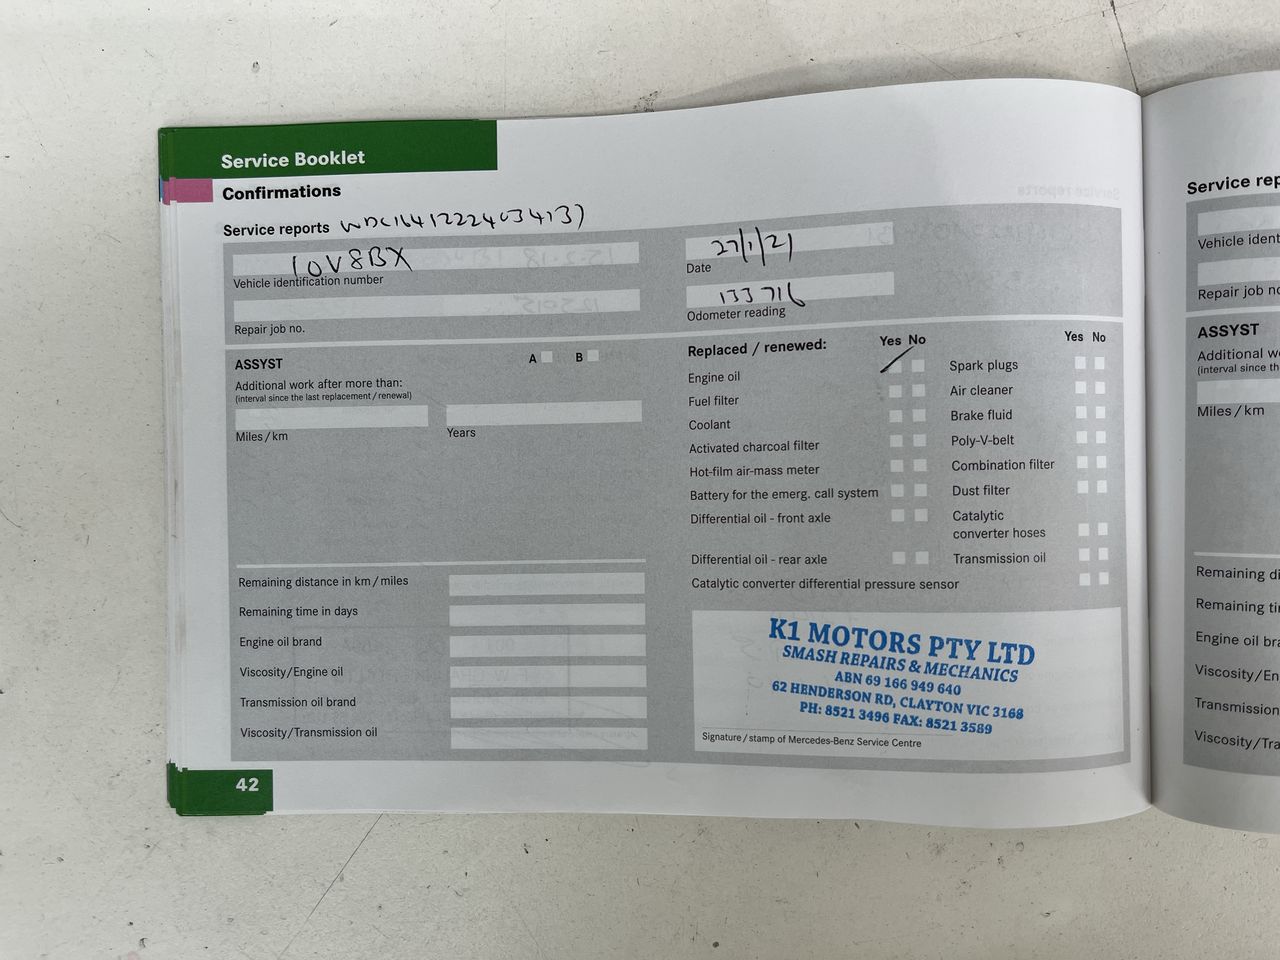 Service Booklet
Confirmations
Service reports WDC1641222A034137
1OV8BX
Vehicle identification number
Repair job no.
27/1/21
Date
133716
Odometer reading
ASSYST
A B
Additional work after more than:
(interval since the last replacement / renewal)
Miles / km
Years
Replaced / renewed:
Yes No
Engine oil
Fuel filter
Coolant
Activated charcoal filter
Hot-film air-mass meter
Battery for the emerg. call system
Differential oil - front axle
Differential oil - rear axle
Catalytic converter differential pressure sensor
Yes No
Spark plugs
Air cleaner
Brake fluid
Poly-V-belt
Combination filter
Dust filter
Catalytic
converter hoses
Transmission oil
Remaining distance in km / miles
Remaining time in days
Engine oil brand
Viscosity/Engine oil
Transmission oil brand
Viscosity/Transmission oil
K1 MOTORS PTY LTD
SMASH REPAIRS & MECHANICS
ABN 69 166 949 640
62 HENDERSON RD, CLAYTON VIC 3168
PH: 8521 3496 FAX: 8521 3589
Signature / stamp of Mercedes-Benz Service Centre
42
Service rep
Vehicle ident
Repair job no
ASSYST
Additional w
(interval since th
Miles / km
Remaining di
Remaining ti
Engine oil bra
Viscosity/En
Transmission
Viscosity/Tra